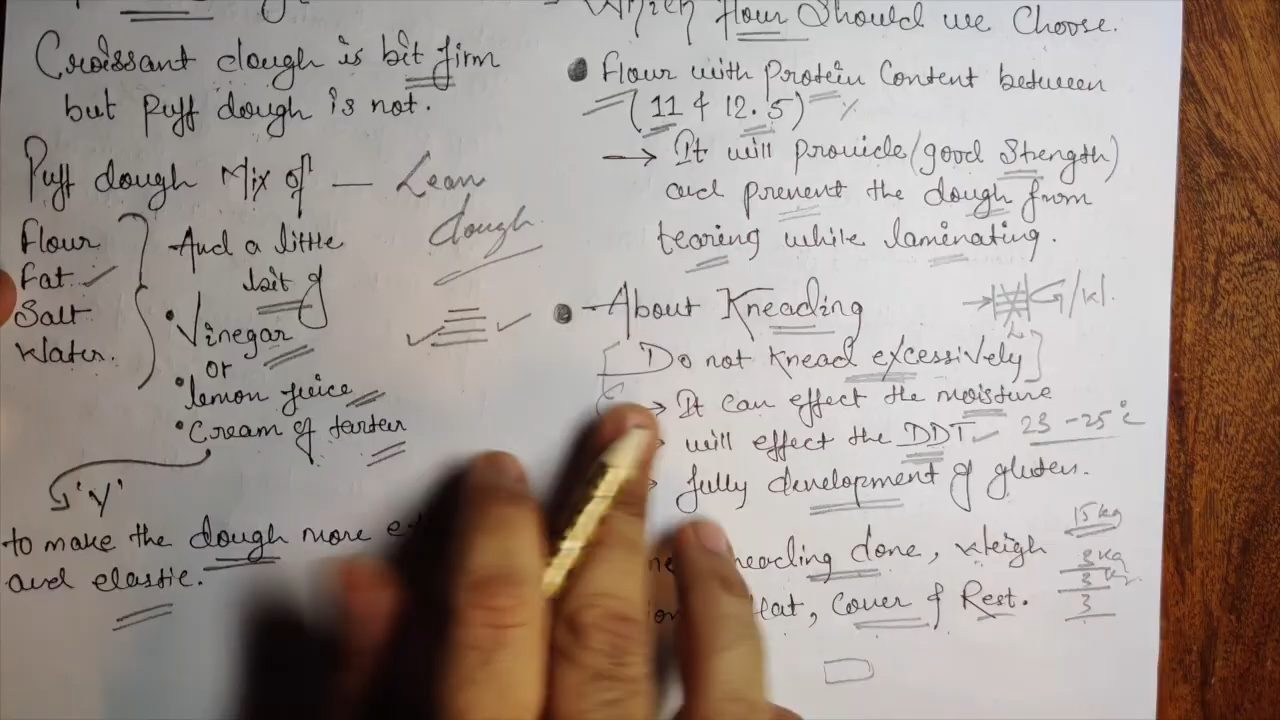 Croissant dough is bit firm
but Puff dough is not.
Puff dough Mix of — Lean
dough
Flour
Fat ✓
Salt
Water.
And a little
bit of
• Vinegar
or
• lemon juice
• Cream of tarter
'Y'
to make the dough more
and elastic.
Which flour Should we Choose.
• Flour with Protein Content between
(11 & 12.5) %
→ It will provide (good Strength)
and prevent the dough from
tearing while laminating.
• About Kneading
[Do not Knead excessively]
→ It can effect the moisture
will effect the DDT ✓ 23-25°c
fully development of gluten.
done, weigh
Cover & Rest.
15kg
3kg
3kg
3